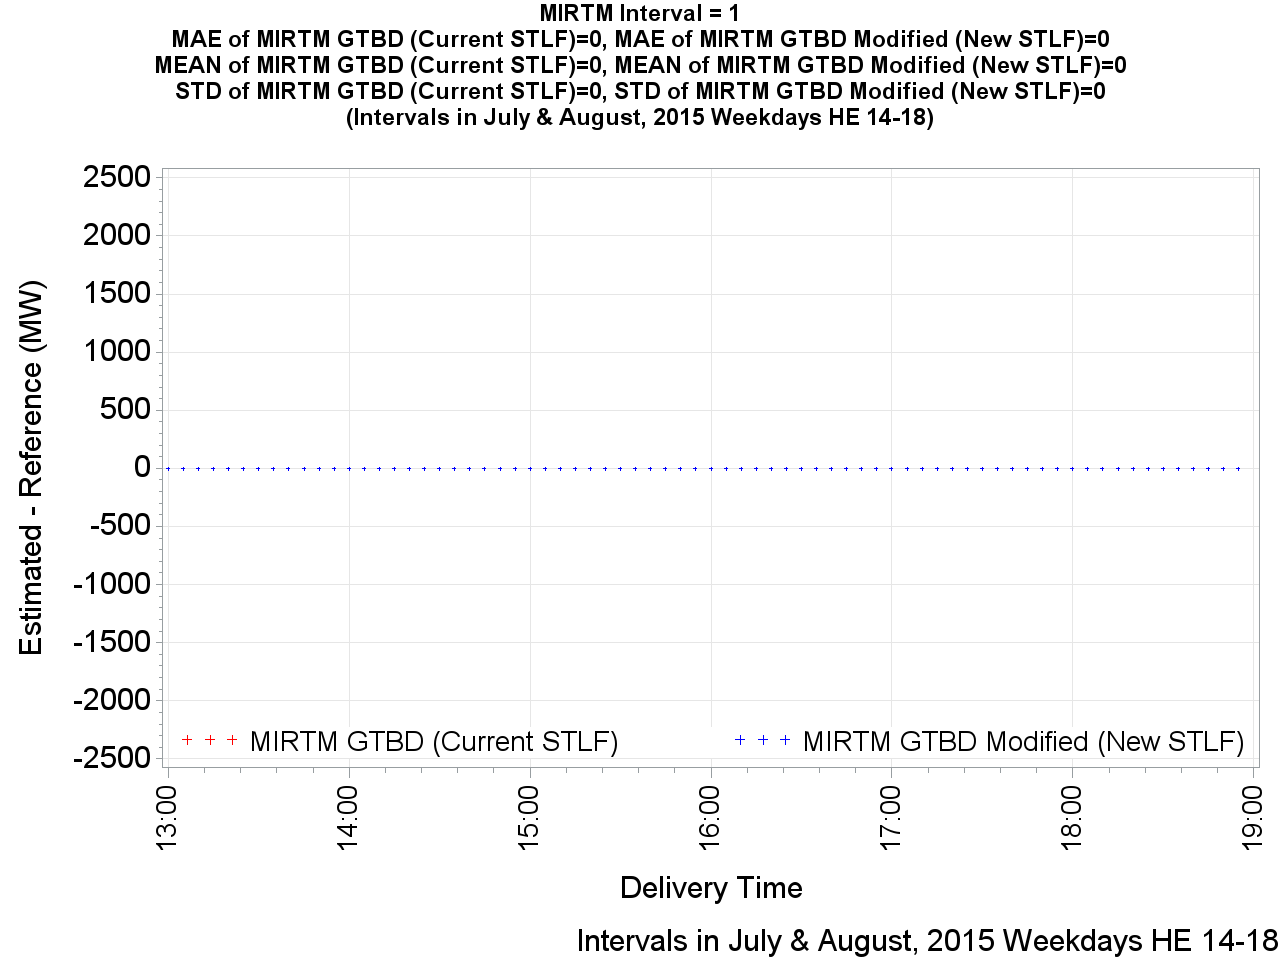 MIRTM Interval = 1
MAE of MIRTM GTBD (Current STLF)=0, MAE of MIRTM GTBD Modified (New STLF)=0
MEAN of MIRTM GTBD (Current STLF)=0, MEAN of MIRTM GTBD Modified (New STLF)=0
STD of MIRTM GTBD (Current STLF)=0, STD of MIRTM GTBD Modified (New STLF)=0
(Intervals in July & August, 2015 Weekdays HE 14-18)
Estimated - Reference (MW)
2500
2000
1500
1000
500
0
-500
-1000
-1500
-2000
-2500
MIRTM GTBD (Current STLF)
MIRTM GTBD Modified (New STLF)
13:00
14:00
15:00
16:00
17:00
18:00
19:00
Delivery Time
Intervals in July & August, 2015 Weekdays HE 14-18